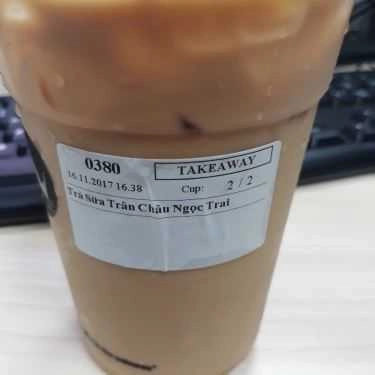 0380
TAKEAWAY
16.11.2017 16.38
Cup: 2 / 2
Trà Sữa Trân Châu Ngọc Trai